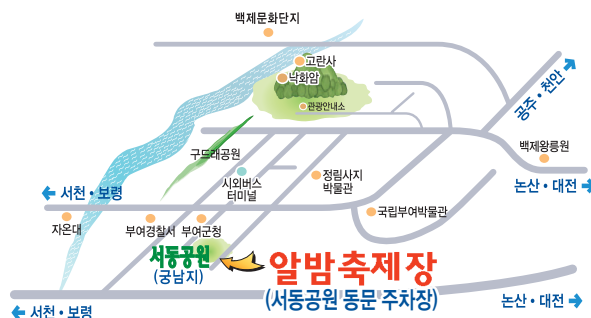 백제문화단지
고란사
낙화암
관광안내소
공주 • 천안
구드래공원
백제왕릉원
시외버스
터미널
정림사지
박물관
서천 • 보령
논산 • 대전
국립부여박물관
자온대
부여경찰서
부여군청
서동공원
(궁남지)
알밤축제장
(서동공원 동문 주차장)
논산 • 대전
서천 • 보령